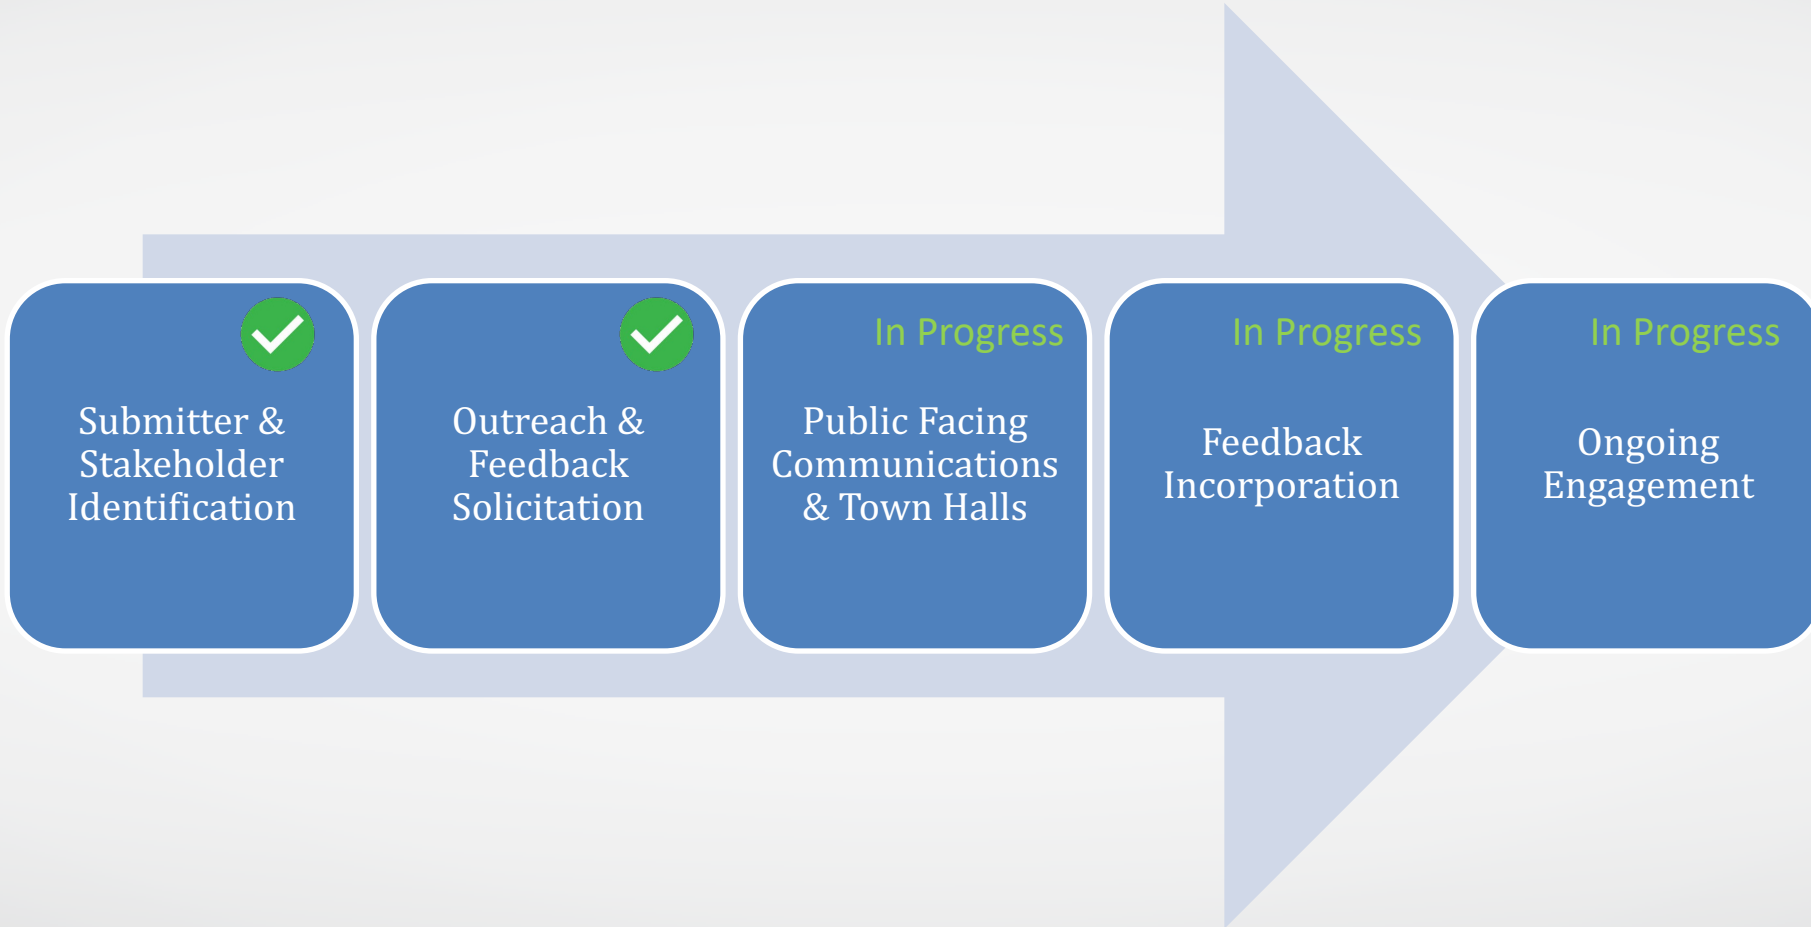 Submitter &
Stakeholder
Identification
Outreach &
Feedback
Solicitation
In Progress
Public Facing
Communications
& Town Halls
In Progress
Feedback
Incorporation
In Progress
Ongoing
Engagement